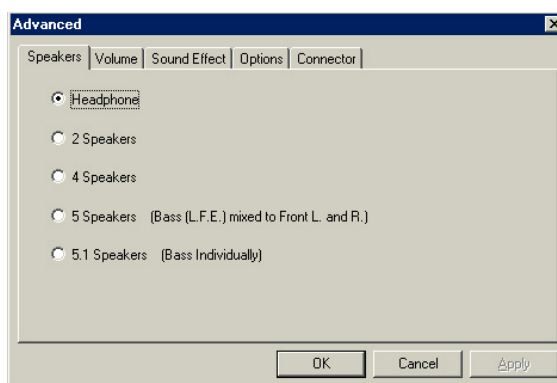 Advanced
Speakers Volume Sound Effect Options Connector
Headphone
2 Speakers
4 Speakers
5 Speakers (Bass (L.F.E.) mixed to Front L. and R.)
5.1 Speakers (Bass Individually)
OK Cancel Apply